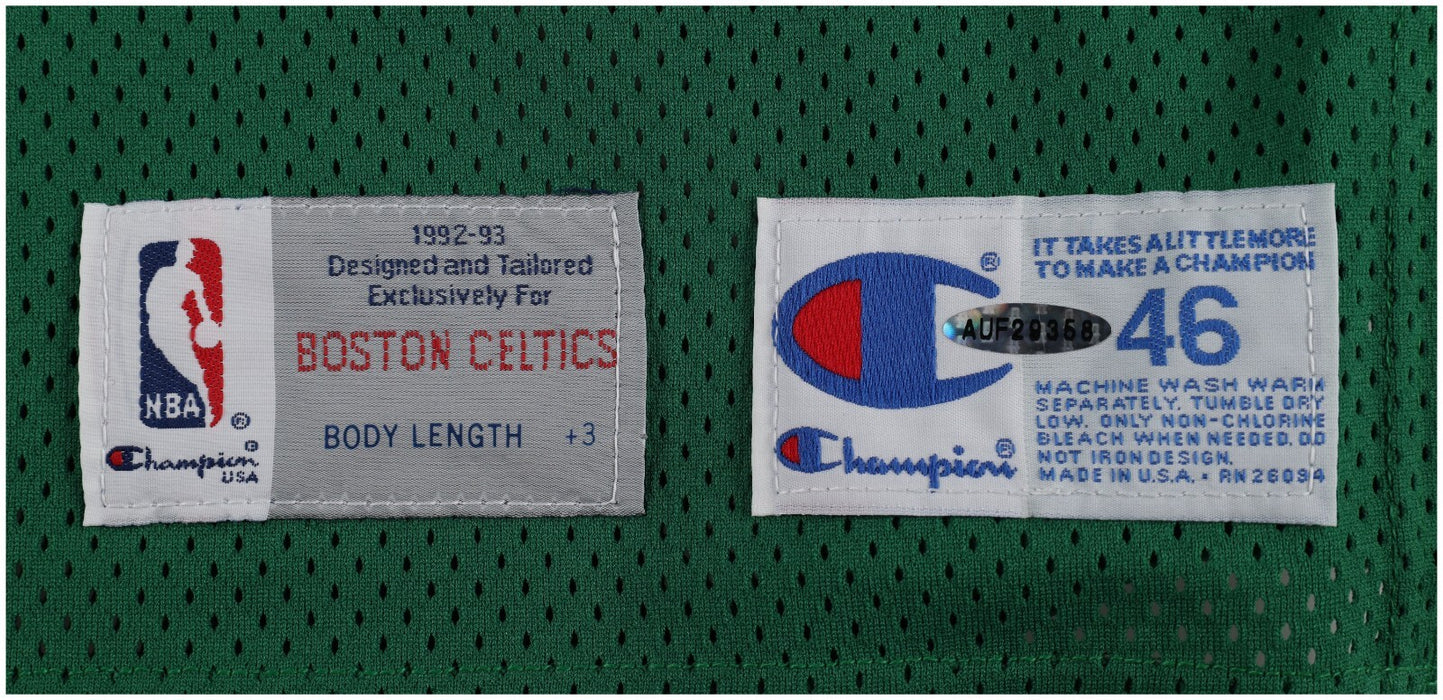 1992-93
Designed and Tailored
Exclusively For
BOSTON CELTICS
BODY LENGTH +3
NBA
®
Champion ®
USA
®
Champion ®
IT TAKES A LITTLE MORE
TO MAKE A CHAMPION
AUF29358
46
MACHINE WASH WARM
SEPARATELY. TUMBLE DRY
LOW. ONLY NON-CHLORINE
BLEACH WHEN NEEDED. DO
NOT IRON DESIGN.
MADE IN U.S.A. • RN 26094